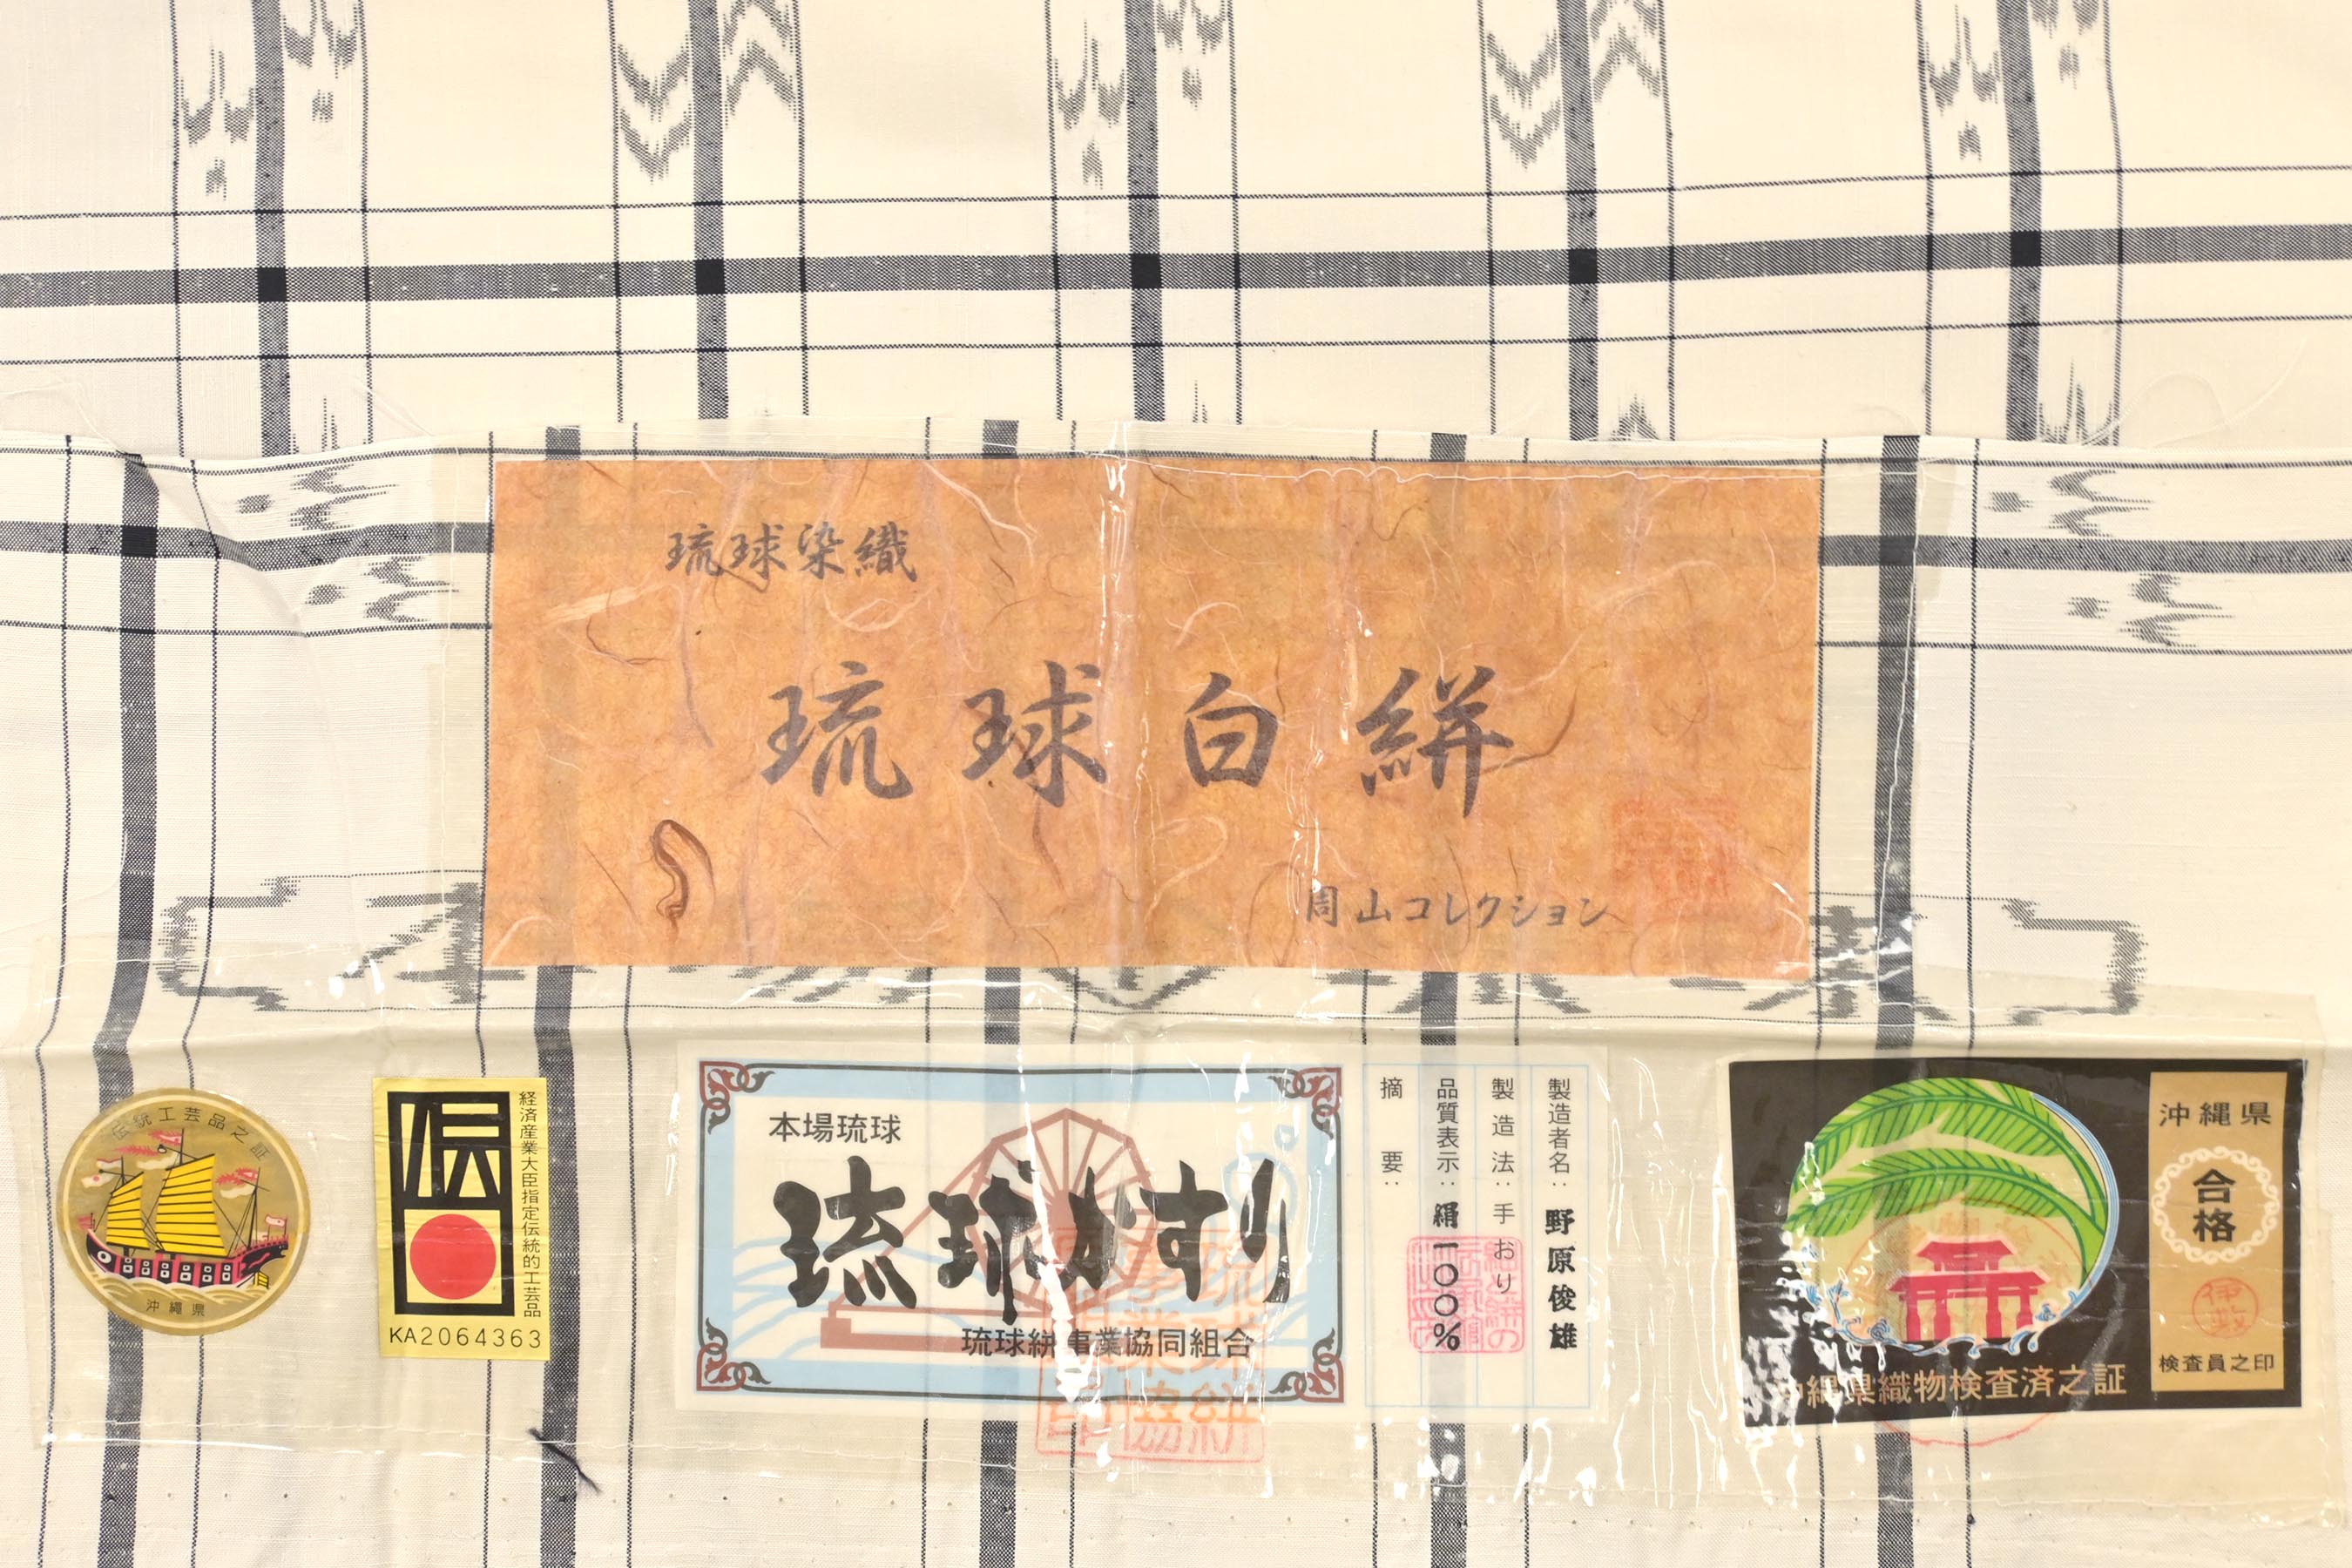 琉球染織
琉球白絣
周山コレクション
伝統工芸品之証
沖縄県
伝
経済産業大臣指定伝統的工芸品
KA2064363
本場琉球
琉球かすり
琉球絣事業協同組合
製造者名:野原俊雄
製造法:手おり
品質表示:絹一〇〇%
摘要:
沖縄県織物検査済之証
沖縄県
合格
検査員之印